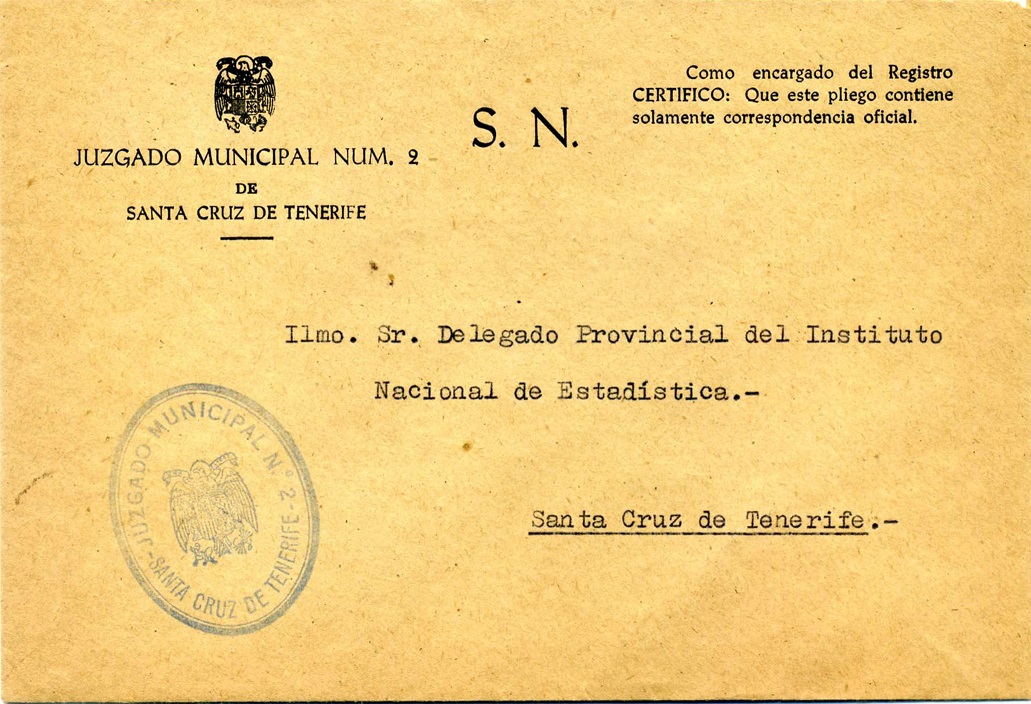 JUZGADO MUNICIPAL NUM. 2
DE
SANTA CRUZ DE TENERIFE
S. N.
Como encargado del Registro
CERTIFICO: Que este pliego contiene
solamente correspondencia oficial.
Ilmo. Sr. Delegado Provincial del Instituto
Nacional de Estadística.-
Santa Cruz de Tenerife.-
JUZGADO MUNICIPAL N.º 2
-SANTA CRUZ DE TENERIFE-